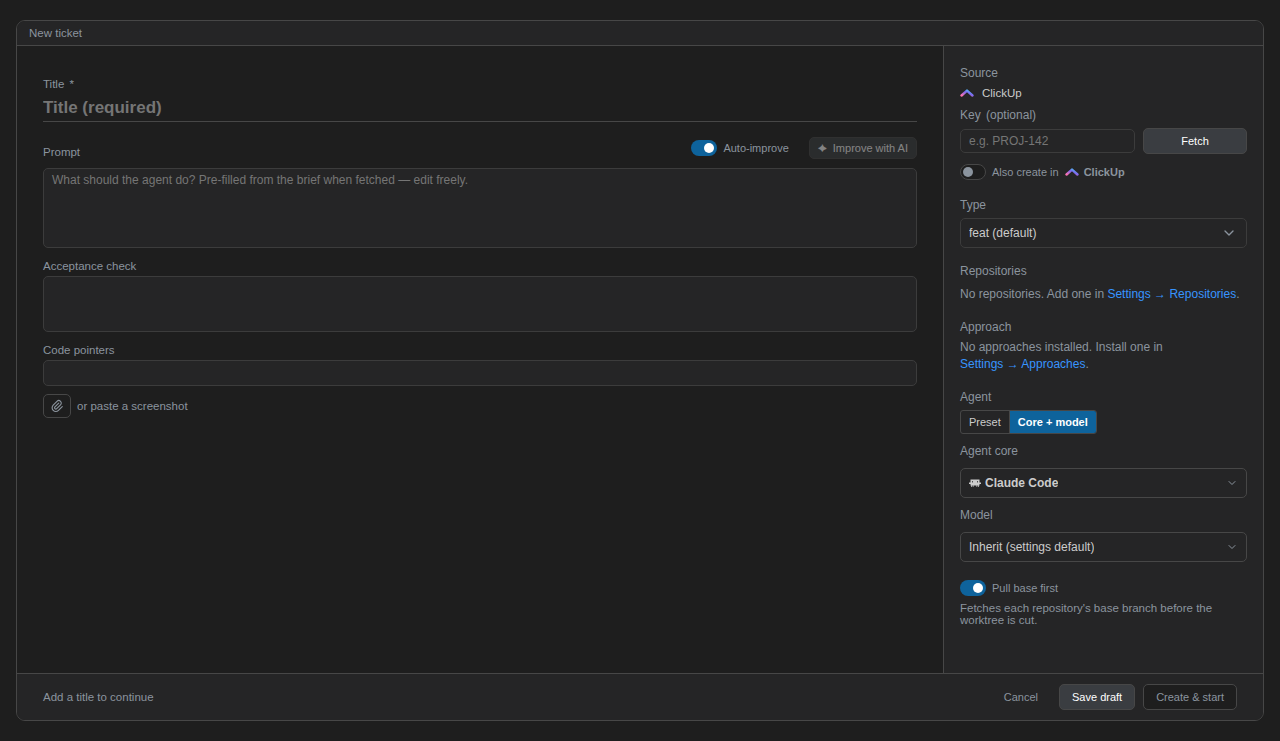 New ticket
Title *
Title (required)
Prompt
Auto-improve
Improve with AI
What should the agent do? Pre-filled from the brief when fetched — edit freely.
Acceptance check
Code pointers
or paste a screenshot
Source
ClickUp
Key (optional)
e.g. PROJ-142
Fetch
Also create in ClickUp
Type
feat (default)
Repositories
No repositories. Add one in Settings → Repositories.
Approach
No approaches installed. Install one in
Settings → Approaches.
Agent
Preset
Core + model
Agent core
Claude Code
Model
Inherit (settings default)
Pull base first
Fetches each repository's base branch before the
worktree is cut.
Add a title to continue
Cancel
Save draft
Create & start